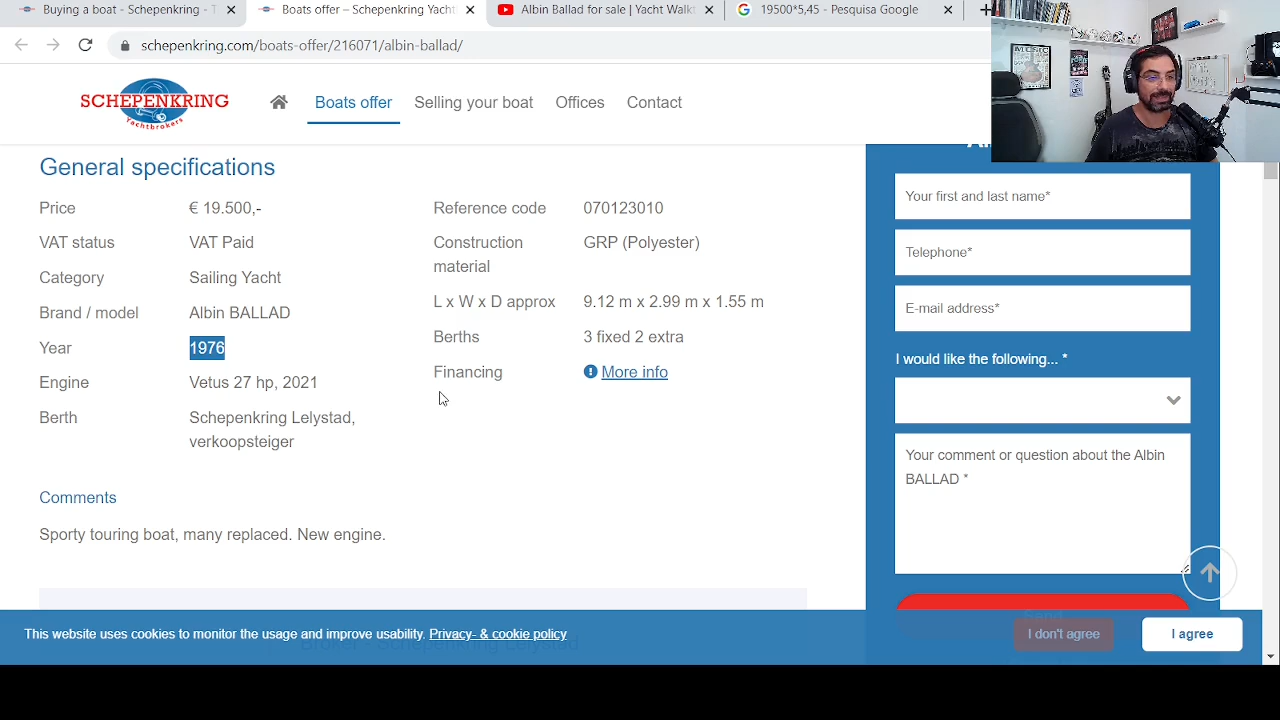 Buying a boat - Schepenkring - T
Boats offer – Schepenkring Yacht
Albin Ballad for sale | Yacht Walkt
19500*5,45 - Pesquisa Google
schepenkring.com/boats-offer/216071/albin-ballad/
SCHEPENKRING
Yachtbrokers
Boats offer
Selling your boat
Offices
Contact
MUSIC
General specifications
Price € 19.500,-
VAT status VAT Paid
Category Sailing Yacht
Brand / model Albin BALLAD
Year 1976
Engine Vetus 27 hp, 2021
Berth Schepenkring Lelystad,
verkoopsteiger
Reference code 070123010
Construction GRP (Polyester)
material
L x W x D approx 9.12 m x 2.99 m x 1.55 m
Berths 3 fixed 2 extra
Financing More info
Comments
Sporty touring boat, many replaced. New engine.
Your first and last name*
Telephone*
E-mail address*
I would like the following... *
Your comment or question about the Albin
BALLAD *
Send
Broker - Schepenkring Lelystad
This website uses cookies to monitor the usage and improve usability. Privacy- & cookie policy
I don't agree
I agree